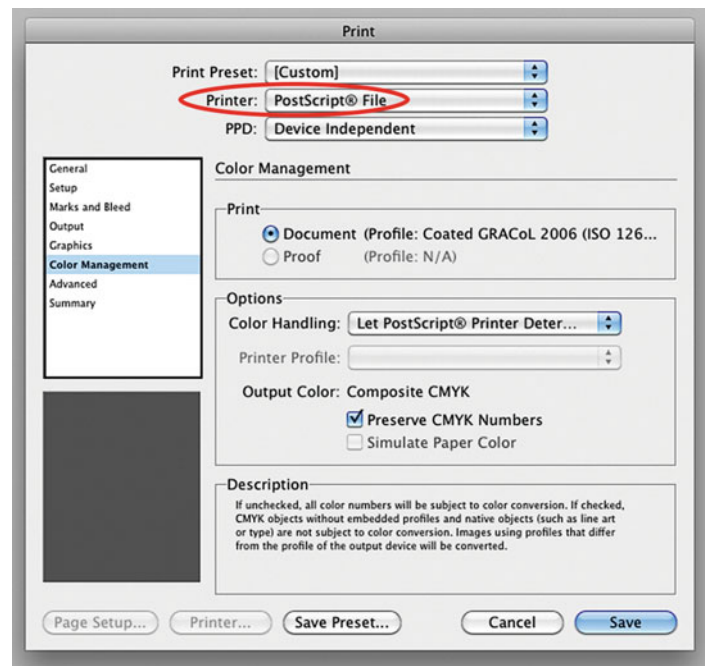 Print
Print Preset: [Custom]
Printer: PostScript® File
PPD: Device Independent
General
Setup
Marks and Bleed
Output
Graphics
Color Management
Advanced
Summary
Color Management
Print
Document (Profile: Coated GRACoL 2006 (ISO 126...
Proof (Profile: N/A)
Options
Color Handling: Let PostScript® Printer Deter...
Printer Profile:
Output Color: Composite CMYK
Preserve CMYK Numbers
Simulate Paper Color
Description
If unchecked, all color numbers will be subject to color conversion. If checked,
CMYK objects without embedded profiles and native objects (such as line art
or type) are not subject to color conversion. Images using profiles that differ
from the profile of the output device will be converted.
Page Setup... Printer... Save Preset... Cancel Save